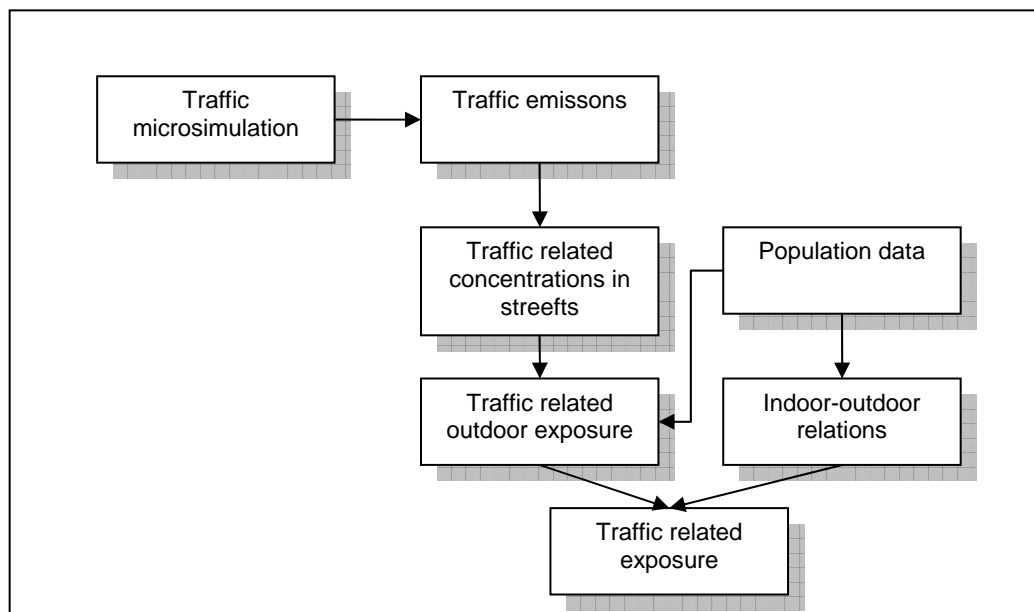 Traffic
microsimulation
Traffic emissons
Traffic related
concentrations in
streefts
Population data
Traffic related
outdoor exposure
Indoor-outdoor
relations
Traffic related
exposure